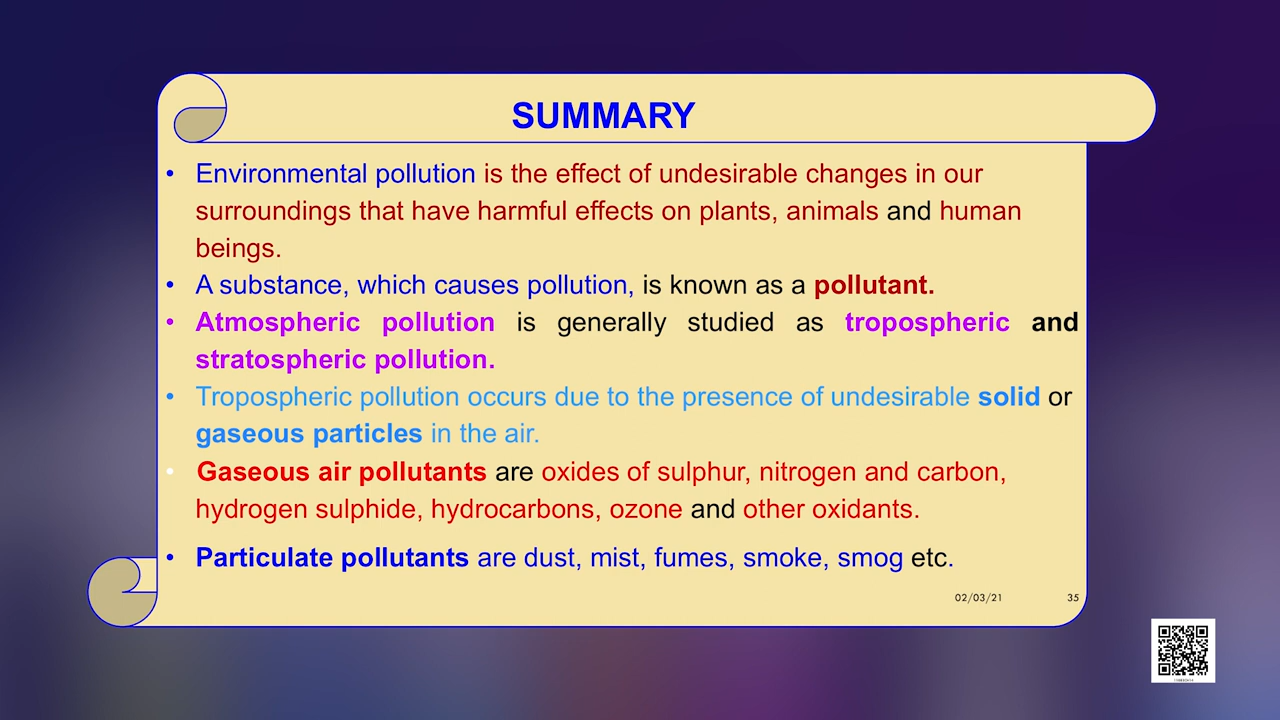 SUMMARY
• Environmental pollution is the effect of undesirable changes in our
surroundings that have harmful effects on plants, animals and human
beings.
• A substance, which causes pollution, is known as a pollutant.
• Atmospheric pollution is generally studied as tropospheric and
stratospheric pollution.
• Tropospheric pollution occurs due to the presence of undesirable solid or
gaseous particles in the air.
• Gaseous air pollutants are oxides of sulphur, nitrogen and carbon,
hydrogen sulphide, hydrocarbons, ozone and other oxidants.
• Particulate pollutants are dust, mist, fumes, smoke, smog etc.
02/03/21 35